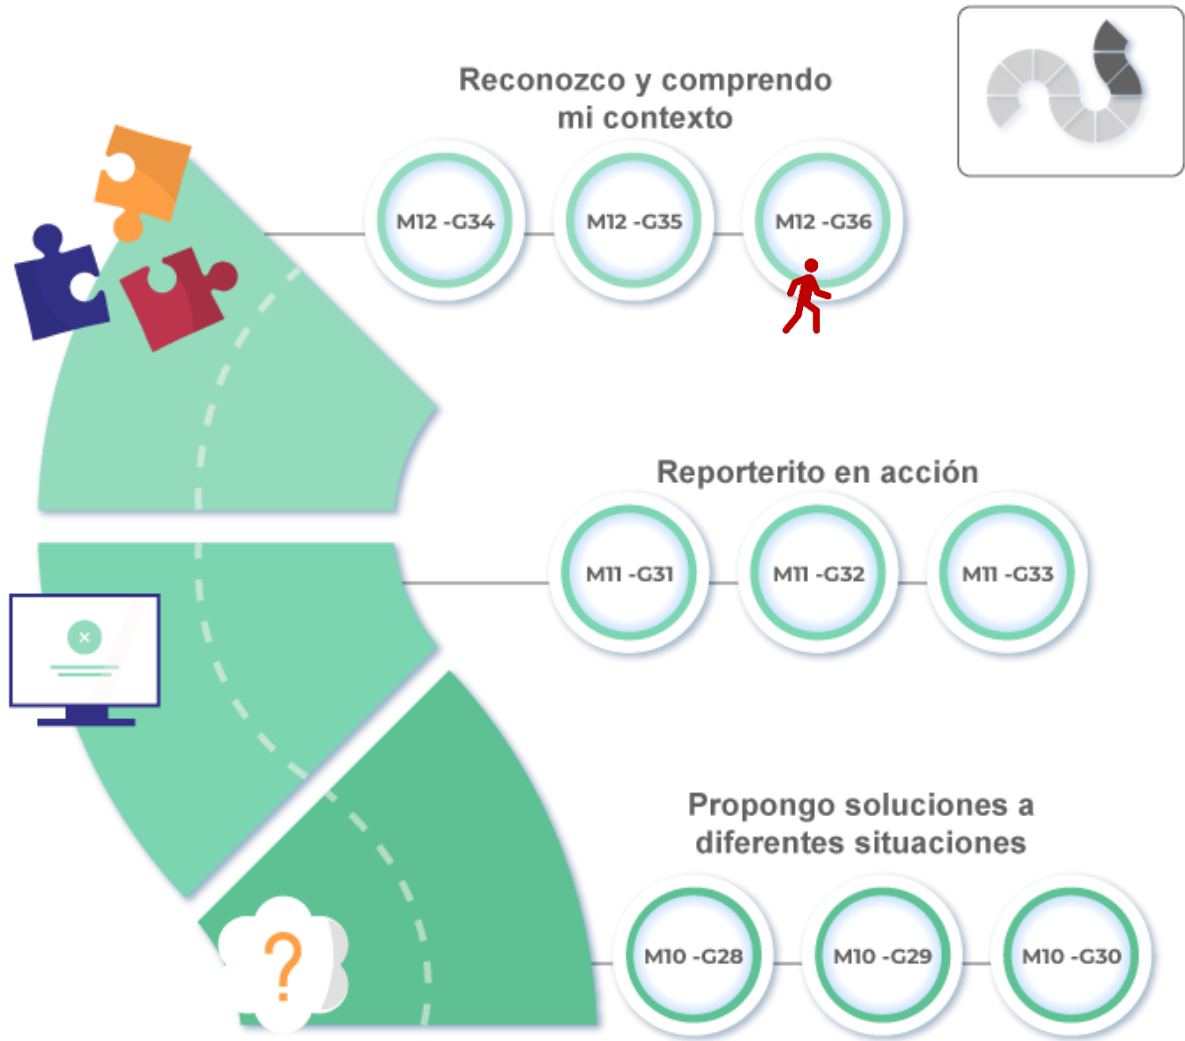 Reconozco y comprendo
mi contexto
M12 -G34
M12 -G35
M12 -G36
Reporterito en acción
M11 -G31
M11 -G32
M11 -G33
Propongo soluciones a
diferentes situaciones
?
M10 -G28
M10 -G29
M10 -G30